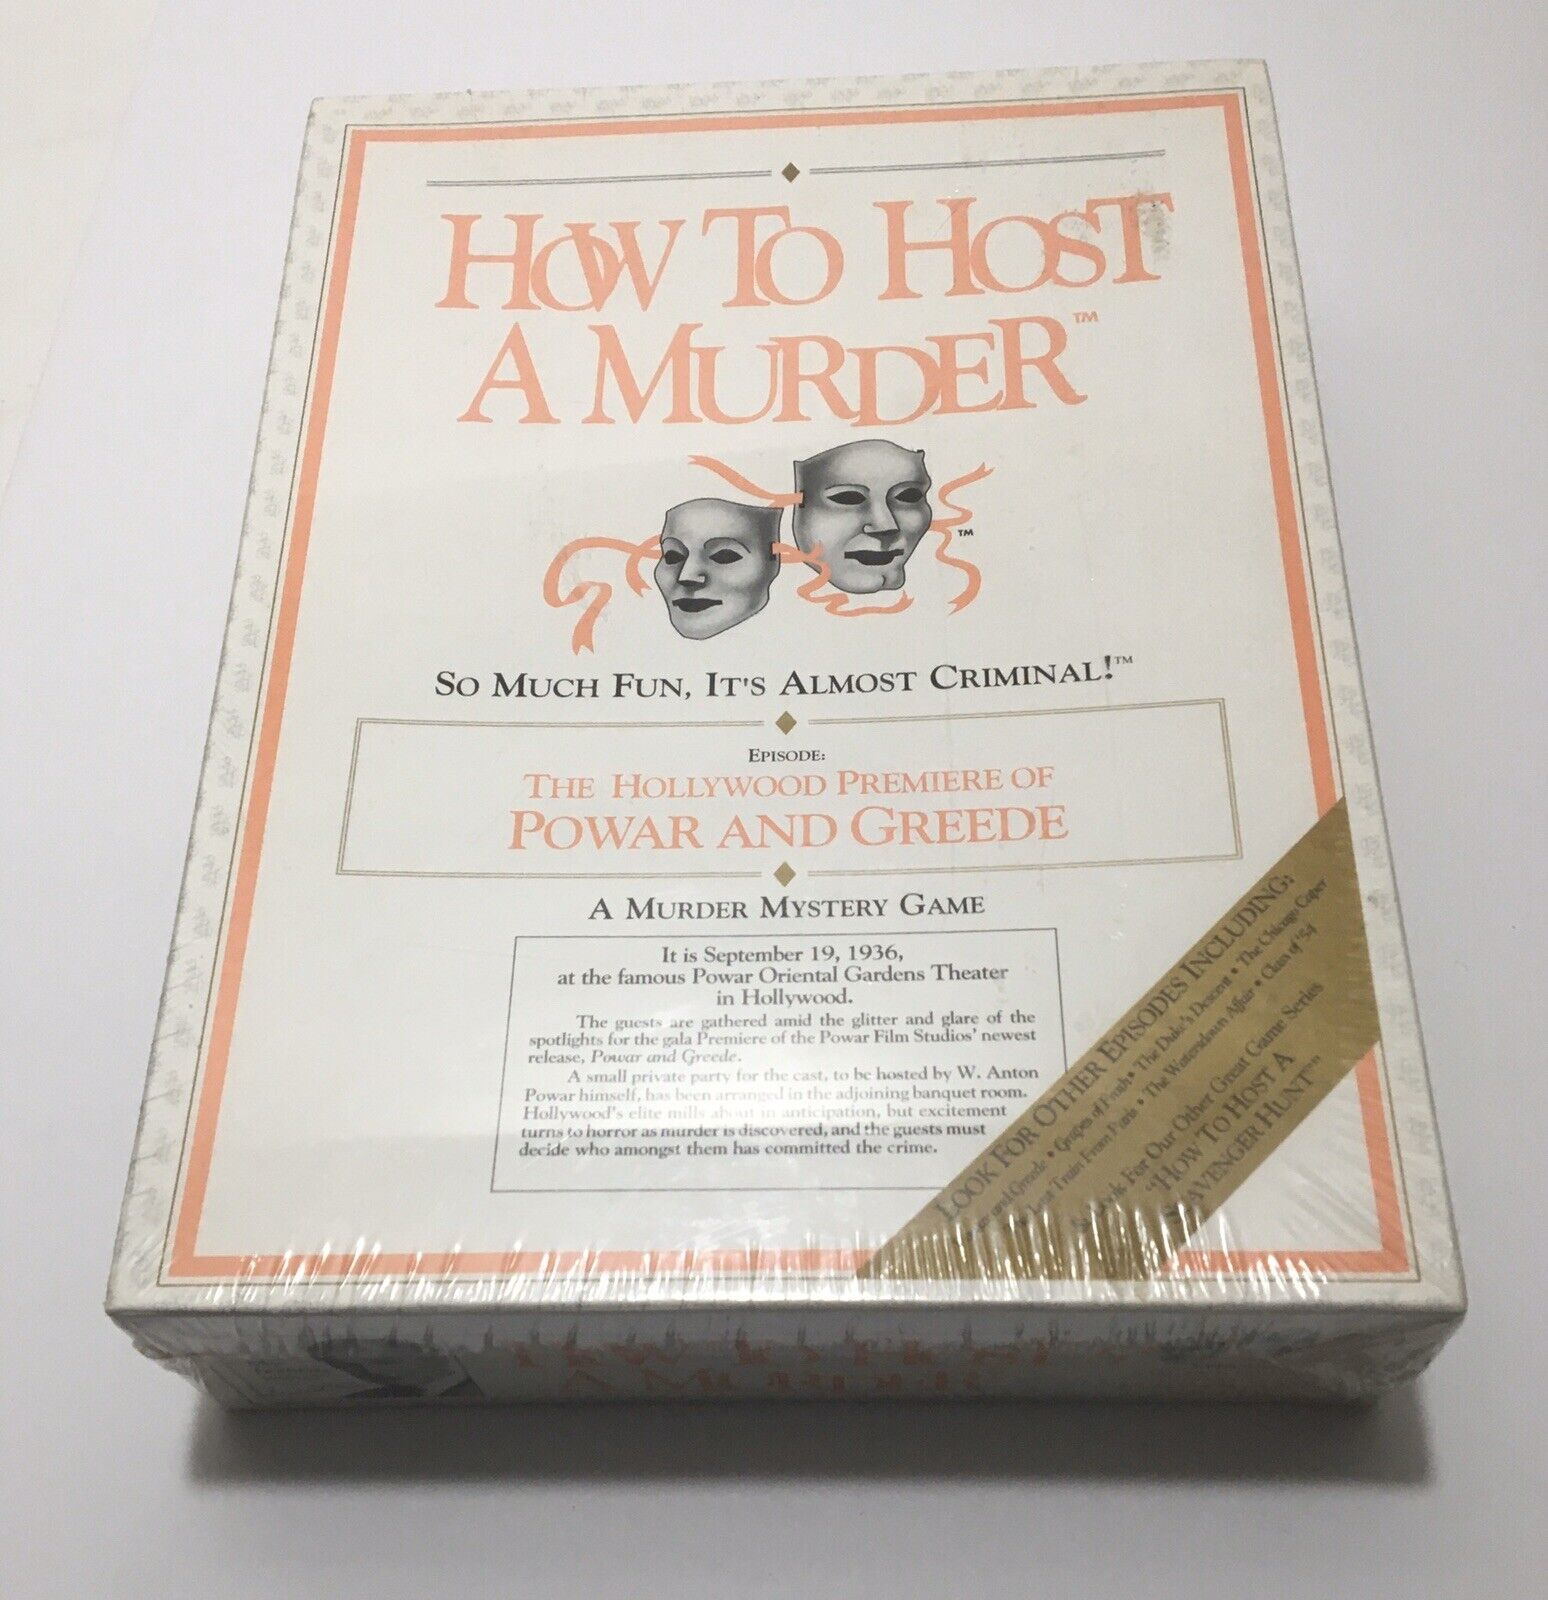 HOW TO HOST
A MURDER™
TM
SO MUCH FUN, IT'S ALMOST CRIMINAL!™
EPISODE:
THE HOLLYWOOD PREMIERE OF
POWAR AND GREEDE
A MURDER MYSTERY GAME
It is September 19, 1936,
at the famous Powar Oriental Gardens Theater
in Hollywood.
The guests are gathered amid the glitter and glare of the
spotlights for the gala Premiere of the Powar Film Studios' newest
release, Powar and Greede.
A small private party for the cast, to be hosted by W. Anton
Powar himself, has been arranged in the adjoining banquet room.
Hollywood's elite mills about in anticipation, but excitement
turns to horror as murder is discovered, and the guests must
decide who amongst them has committed the crime.
LOOK FOR OTHER EPISODES INCLUDING:
and Greede • Grapes of Frath • The Duke's Descent • The Chicago Caper
Last Train From Paris • The Watersdown Affair • Class of '54
Look For Our Other Great Game Series
"HOW TO HOST A
SCAVENGER HUNT"™
A MURDER